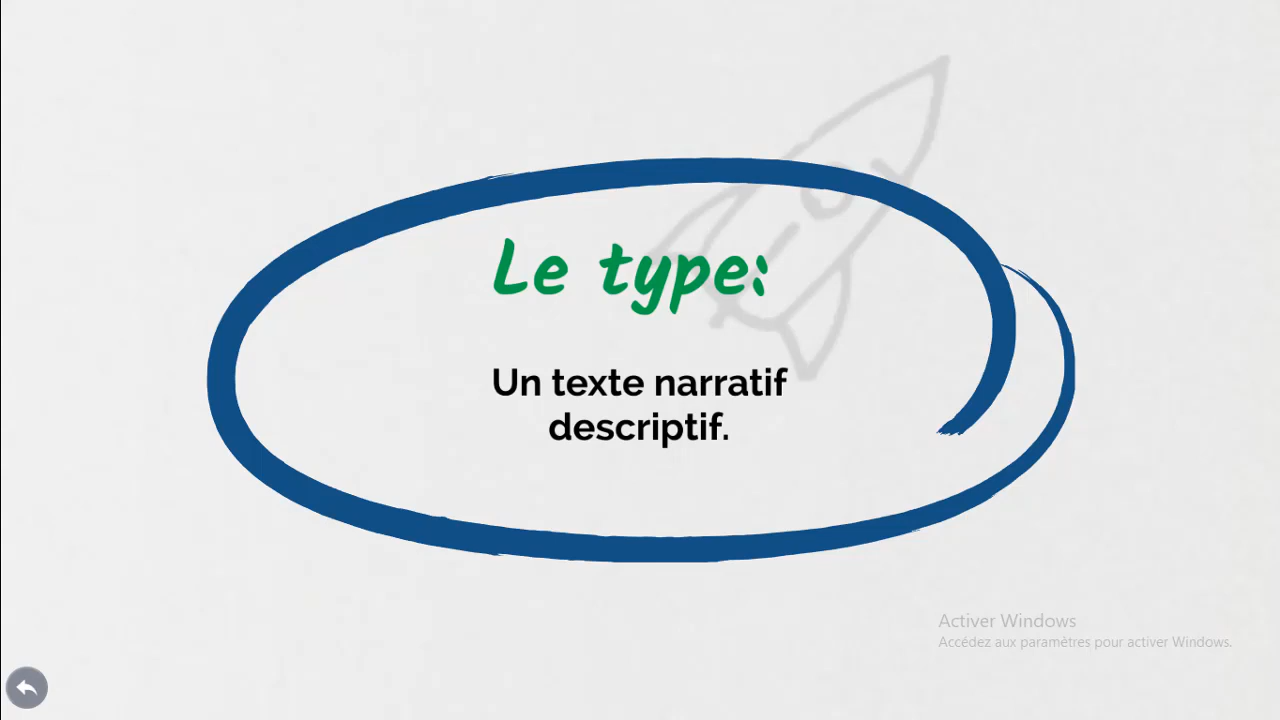 Le type:
Un texte narratif
descriptif.
Activer Windows
Accédez aux paramètres pour activer Windows.